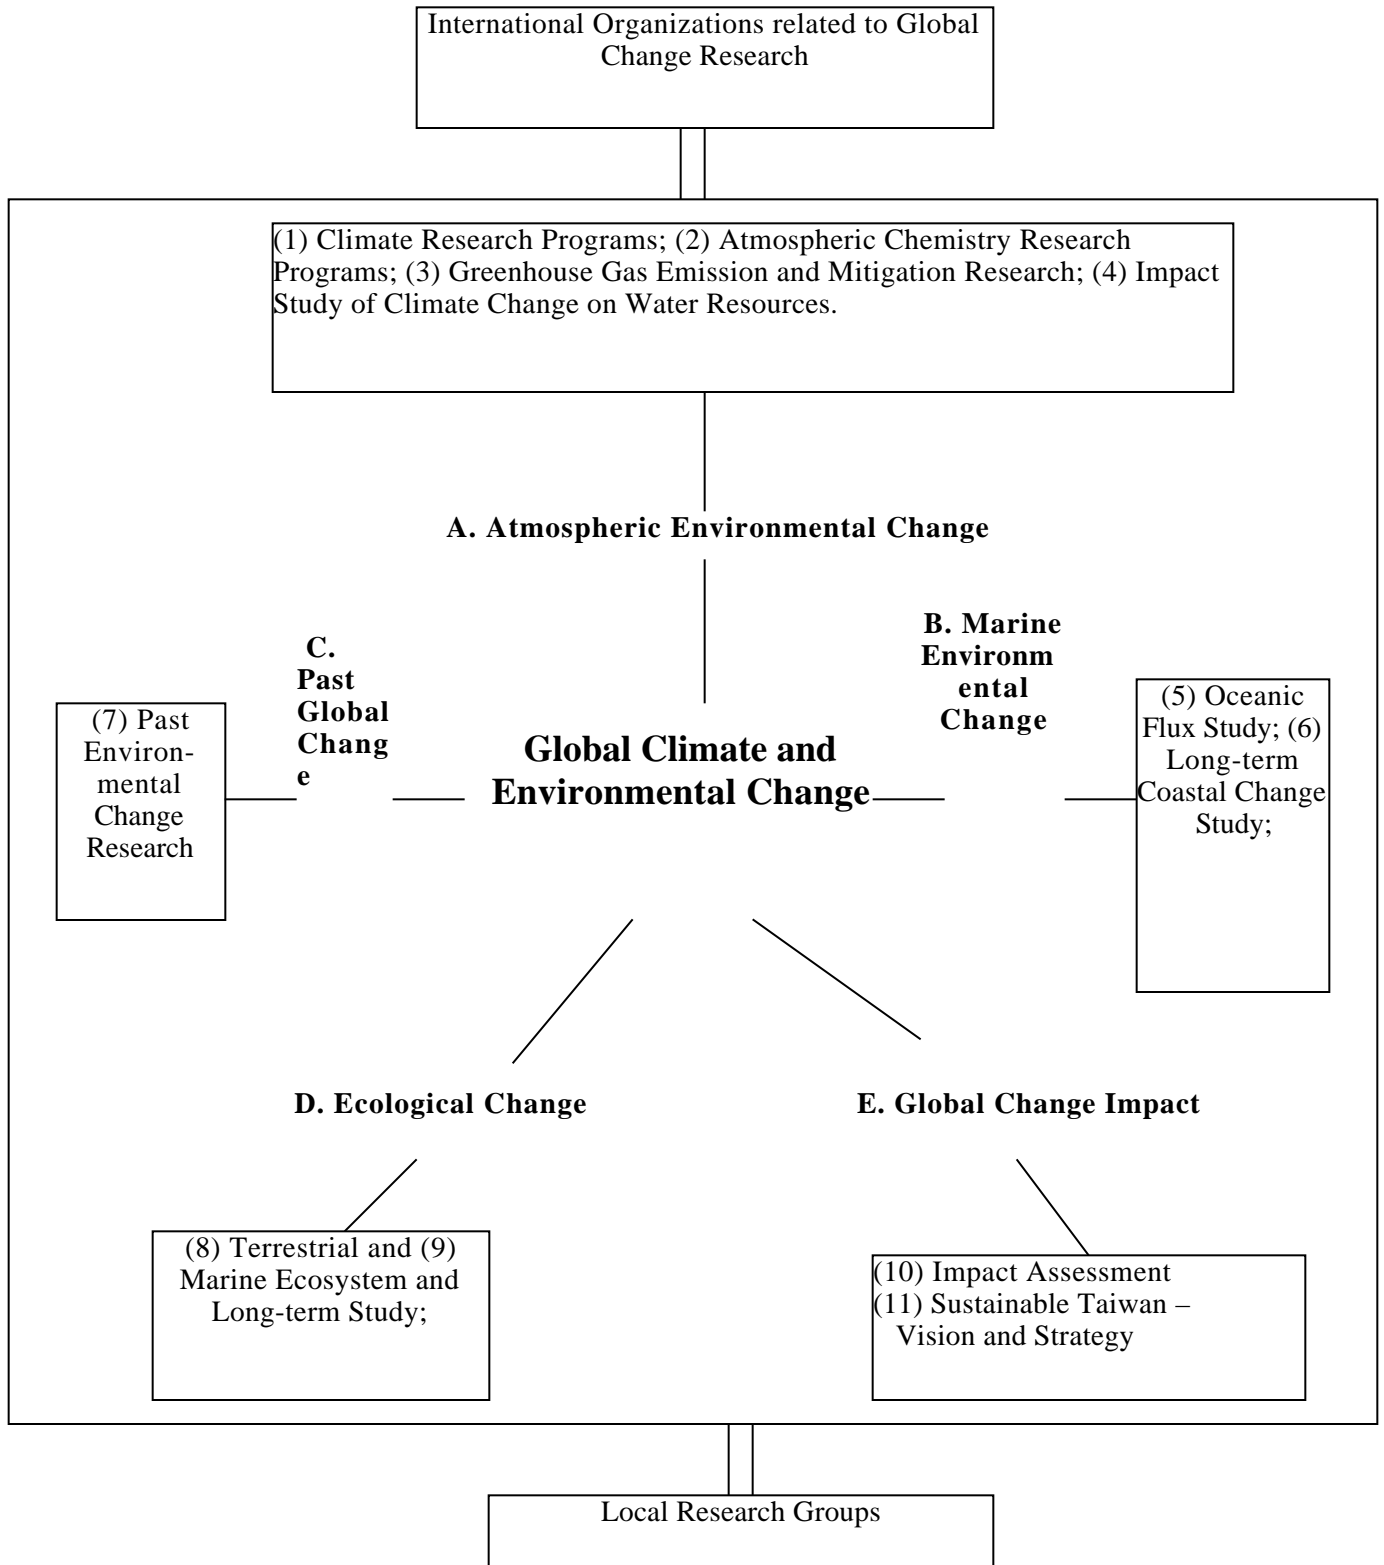 International Organizations related to Global
Change Research
(1) Climate Research Programs; (2) Atmospheric Chemistry Research
Programs; (3) Greenhouse Gas Emission and Mitigation Research; (4) Impact
Study of Climate Change on Water Resources.
A. Atmospheric Environmental Change
B. Marine
Environm
ental
Change
C.
Past
Global
Chang
e
(7) Past
Environ-
mental
Change
Research
Global Climate and
Environmental Change
(5) Oceanic
Flux Study; (6)
Long-term
Coastal Change
Study;
D. Ecological Change
E. Global Change Impact
(8) Terrestrial and (9)
Marine Ecosystem and
Long-term Study;
(10) Impact Assessment
(11) Sustainable Taiwan –
Vision and Strategy
Local Research Groups